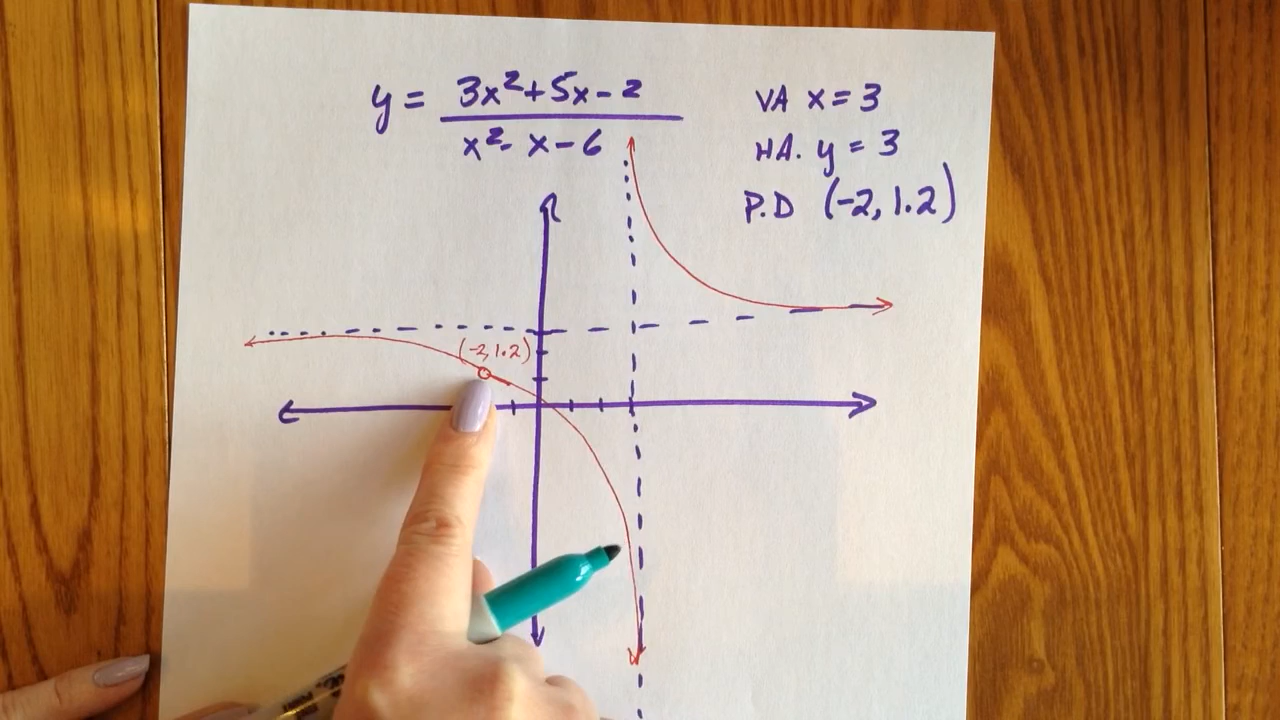 y = 3x²+5x-2
x²- x-6
VA x=3
HA. y = 3
P.D (-2, 1.2)
(-2, 1.2)